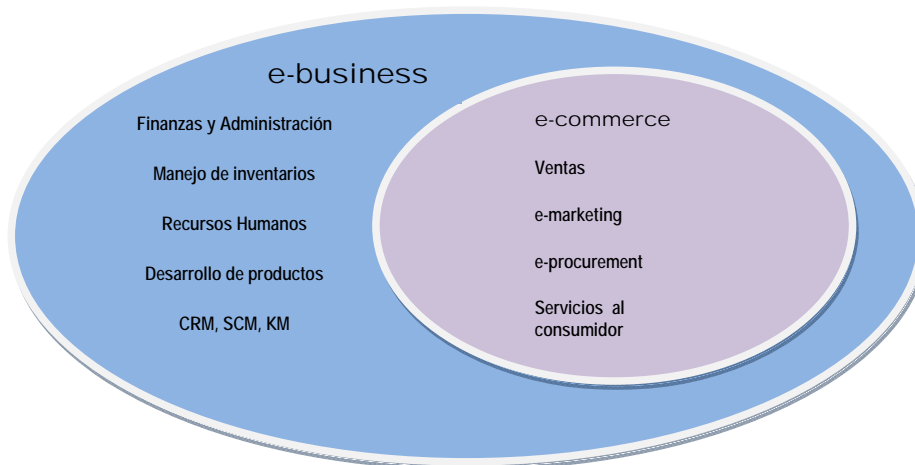 e-business
Finanzas y Administración
Manejo de inventarios
Recursos Humanos
Desarrollo de productos
CRM, SCM, KM
e-commerce
Ventas
e-marketing
e-procurement
Servicios al
consumidor